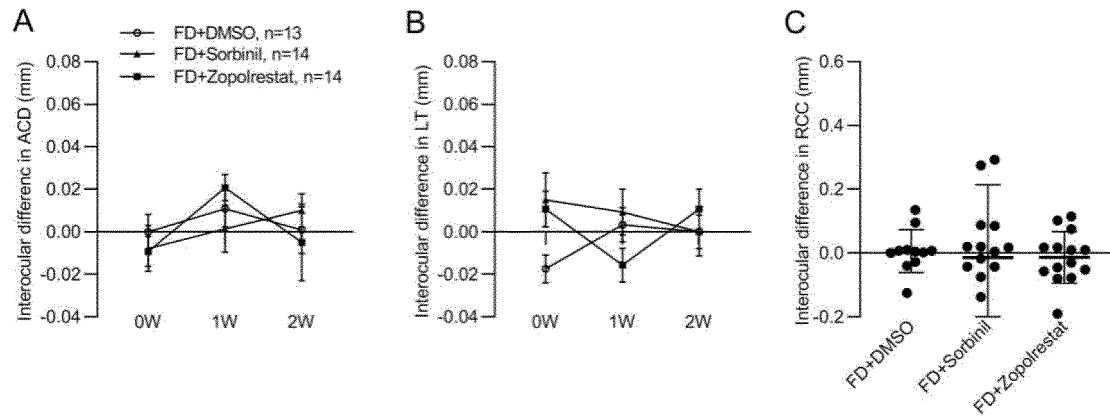 A
FD+DMSO, n=13
FD+Sorbinil, n=14
FD+Zopolrestat, n=14
Interocular differenc in ACD (mm)
0.08
0.06
0.04
0.02
0.00
-0.02
-0.04
0W 1W 2W
B
Interocular difference in LT (mm)
0.08
0.06
0.04
0.02
0.00
-0.02
-0.04
0W 1W 2W
C
Interocular difference in RCC (mm)
0.6
0.4
0.2
0.0
-0.2
FD+DMSO
FD+Sorbinil
FD+Zopolrestat